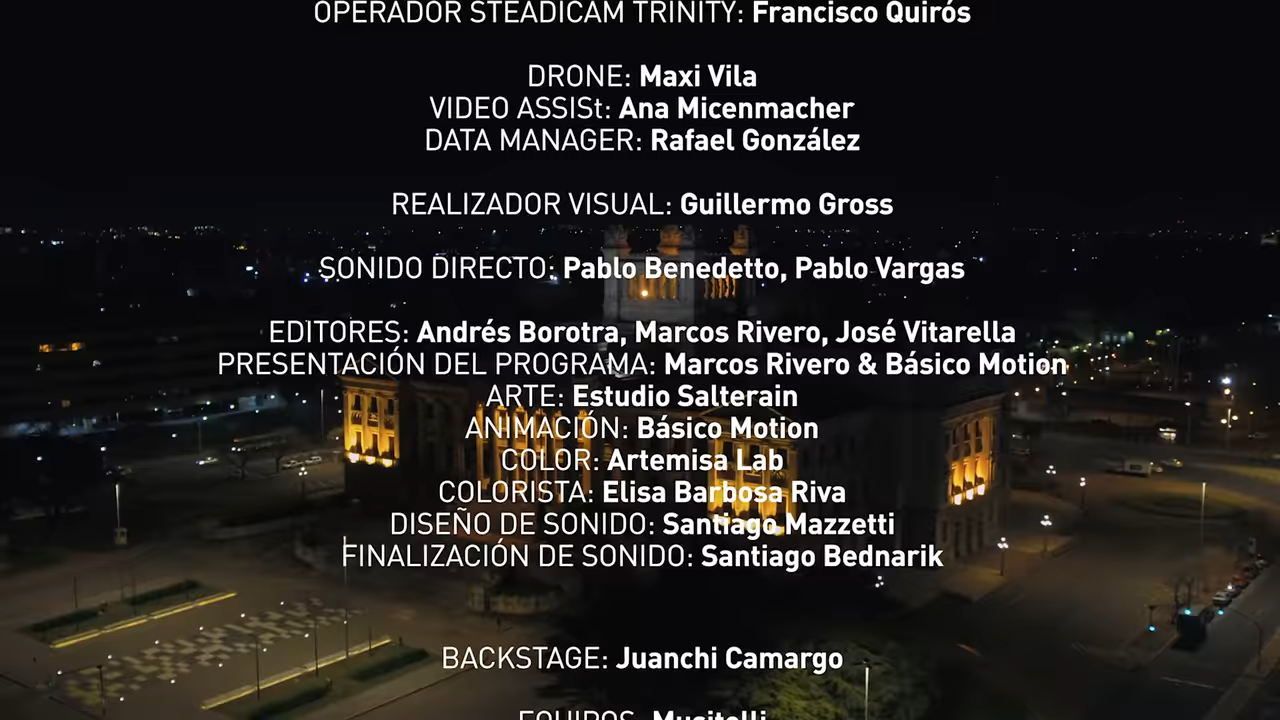 OPERADOR STEADICAM TRINITY: Francisco Quirós
DRONE: Maxi Vila
VIDEO ASSISt: Ana Micenmacher
DATA MANAGER: Rafael González
REALIZADOR VISUAL: Guillermo Gross
SONIDO DIRECTO: Pablo Benedetto, Pablo Vargas
EDITORES: Andrés Borotra, Marcos Rivero, José Vitarella
PRESENTACIÓN DEL PROGRAMA: Marcos Rivero & Básico Motion
ARTE: Estudio Salterain
ANIMACIÓN: Básico Motion
COLOR: Artemisa Lab
COLORISTA: Elisa Barbosa Riva
DISEÑO DE SONIDO: Santiago Mazzetti
FINALIZACIÓN DE SONIDO: Santiago Bednarik
BACKSTAGE: Juanchi Camargo
EQUIPOS: Musitelli